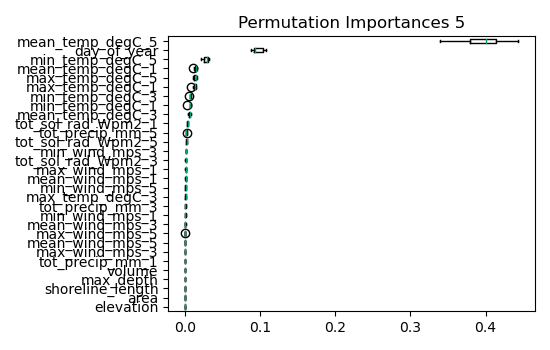 Permutation Importances 5
mean_temp_degC_5
day_of_year
min_temp_degC_5
mean_temp_degC_1
max_temp_degC_5
max_temp_degC_1
min_temp_degC_3
min_temp_degC_1
mean_temp_degC_3
tot_sol_rad_Wpm2_1
tot_precip_mm_5
tot_sol_rad_Wpm2_5
min_wind_mps_3
tot_sol_rad_Wpm2_3
max_wind_mps_1
mean_wind_mps_1
min_wind_mps_5
max_temp_degC_3
tot_precip_mm_3
min_wind_mps_1
mean_wind_mps_3
max_wind_mps_5
mean_wind_mps_5
max_wind_mps_3
tot_precip_mm_1
volume
max_depth
shoreline_length
area
elevation
0.0 0.1 0.2 0.3 0.4